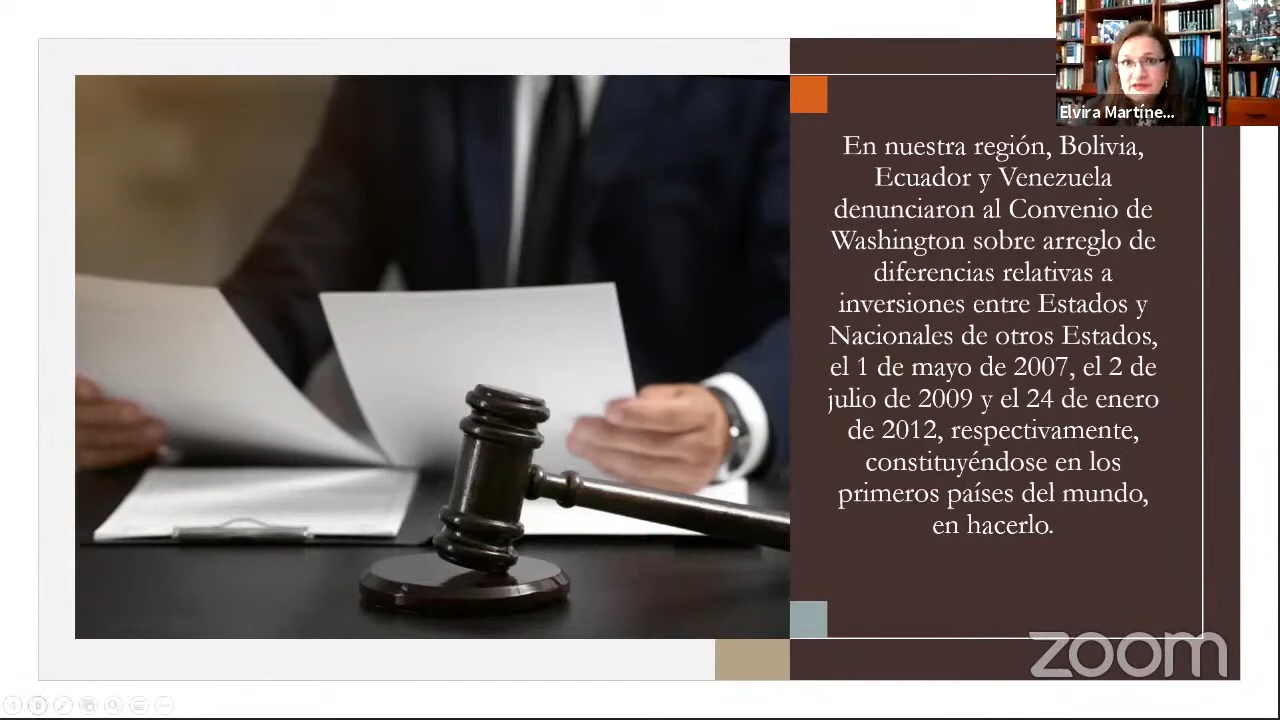 Elvira Martíne...
En nuestra región, Bolivia,
Ecuador y Venezuela
denunciaron al Convenio de
Washington sobre arreglo de
diferencias relativas a
inversiones entre Estados y
Nacionales de otros Estados,
el 1 de mayo de 2007, el 2 de
julio de 2009 y el 24 de enero
de 2012, respectivamente,
constituyéndose en los
primeros países del mundo,
en hacerlo.
zoom